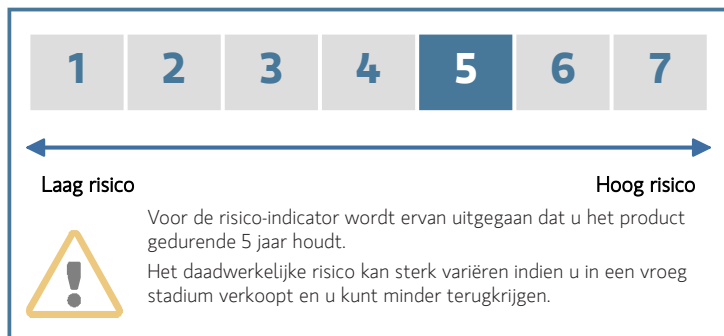 1 2 3 4 5 6 7
Laag risico Hoog risico
Voor de risico-indicator wordt ervan uitgegaan dat u het product
gedurende 5 jaar houdt.
Het daadwerkelijke risico kan sterk variëren indien u in een vroeg
stadium verkoopt en u kunt minder terugkrijgen.